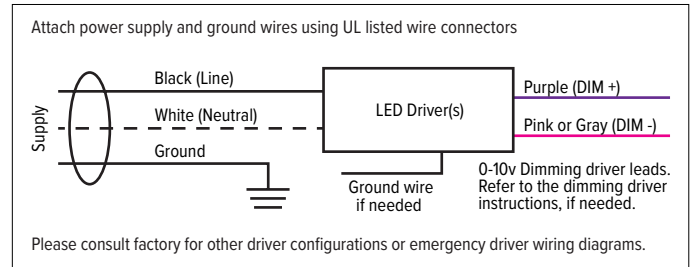 Attach power supply and ground wires using UL listed wire connectors
Supply
Black (Line)
White (Neutral)
Ground
LED Driver(s)
Ground wire
if needed
Purple (DIM +)
Pink or Gray (DIM -)
0-10v Dimming driver leads.
Refer to the dimming driver
instructions, if needed.
Please consult factory for other driver configurations or emergency driver wiring diagrams.